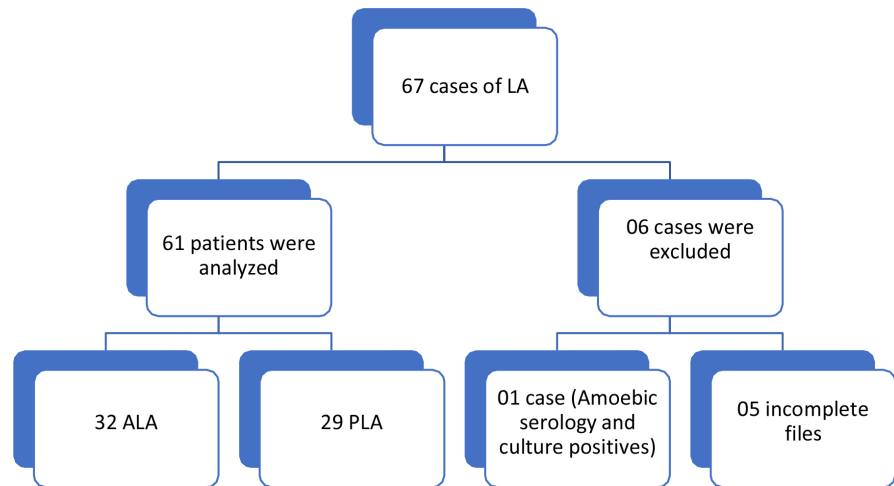 67 cases of LA
61 patients were
analyzed
06 cases were
excluded
32 ALA
29 PLA
01 case (Amoebic
serology and
culture positives)
05 incomplete
files